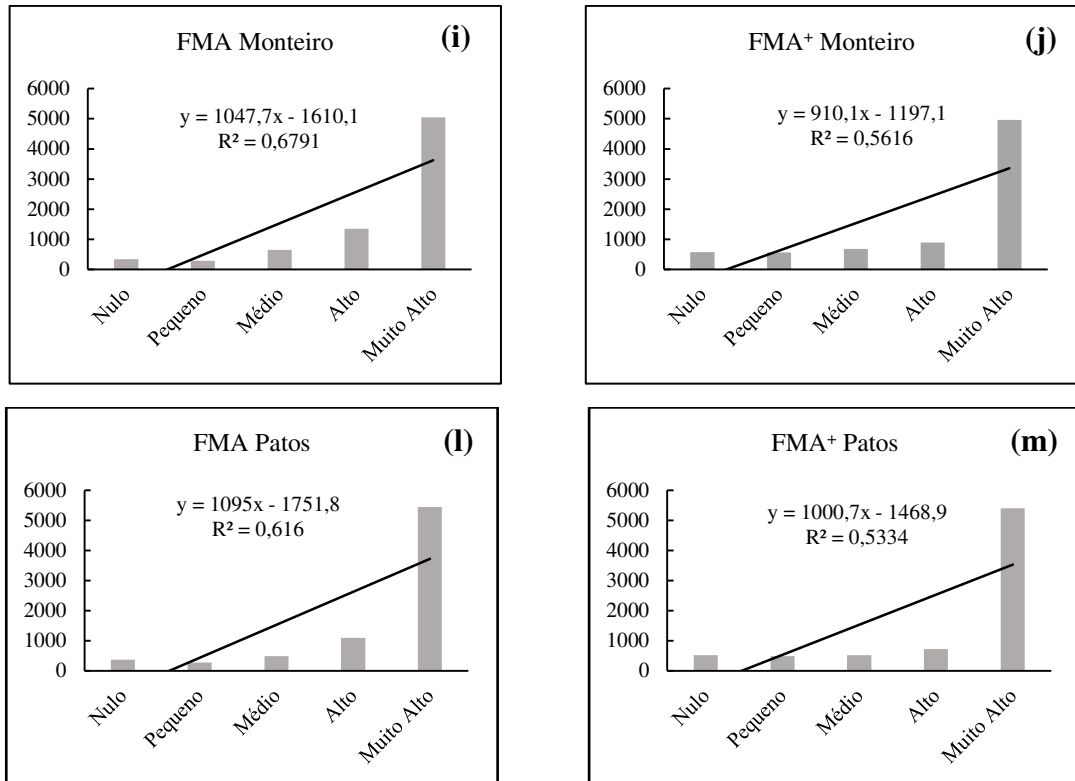 FMA Monteiro
(i)
y = 1047,7x - 1610,1
R² = 0,6791
6000
5000
4000
3000
2000
1000
0
Nulo
Pequeno
Médio
Alto
Muito Alto
FMA⁺ Monteiro
(j)
y = 910,1x - 1197,1
R² = 0,5616
6000
5000
4000
3000
2000
1000
0
Nulo
Pequeno
Médio
Alto
Muito Alto
FMA Patos
(l)
y = 1095x - 1751,8
R² = 0,616
6000
5000
4000
3000
2000
1000
0
Nulo
Pequeno
Médio
Alto
Muito Alto
FMA⁺ Patos
(m)
y = 1000,7x - 1468,9
R² = 0,5334
6000
5000
4000
3000
2000
1000
0
Nulo
Pequeno
Médio
Alto
Muito Alto